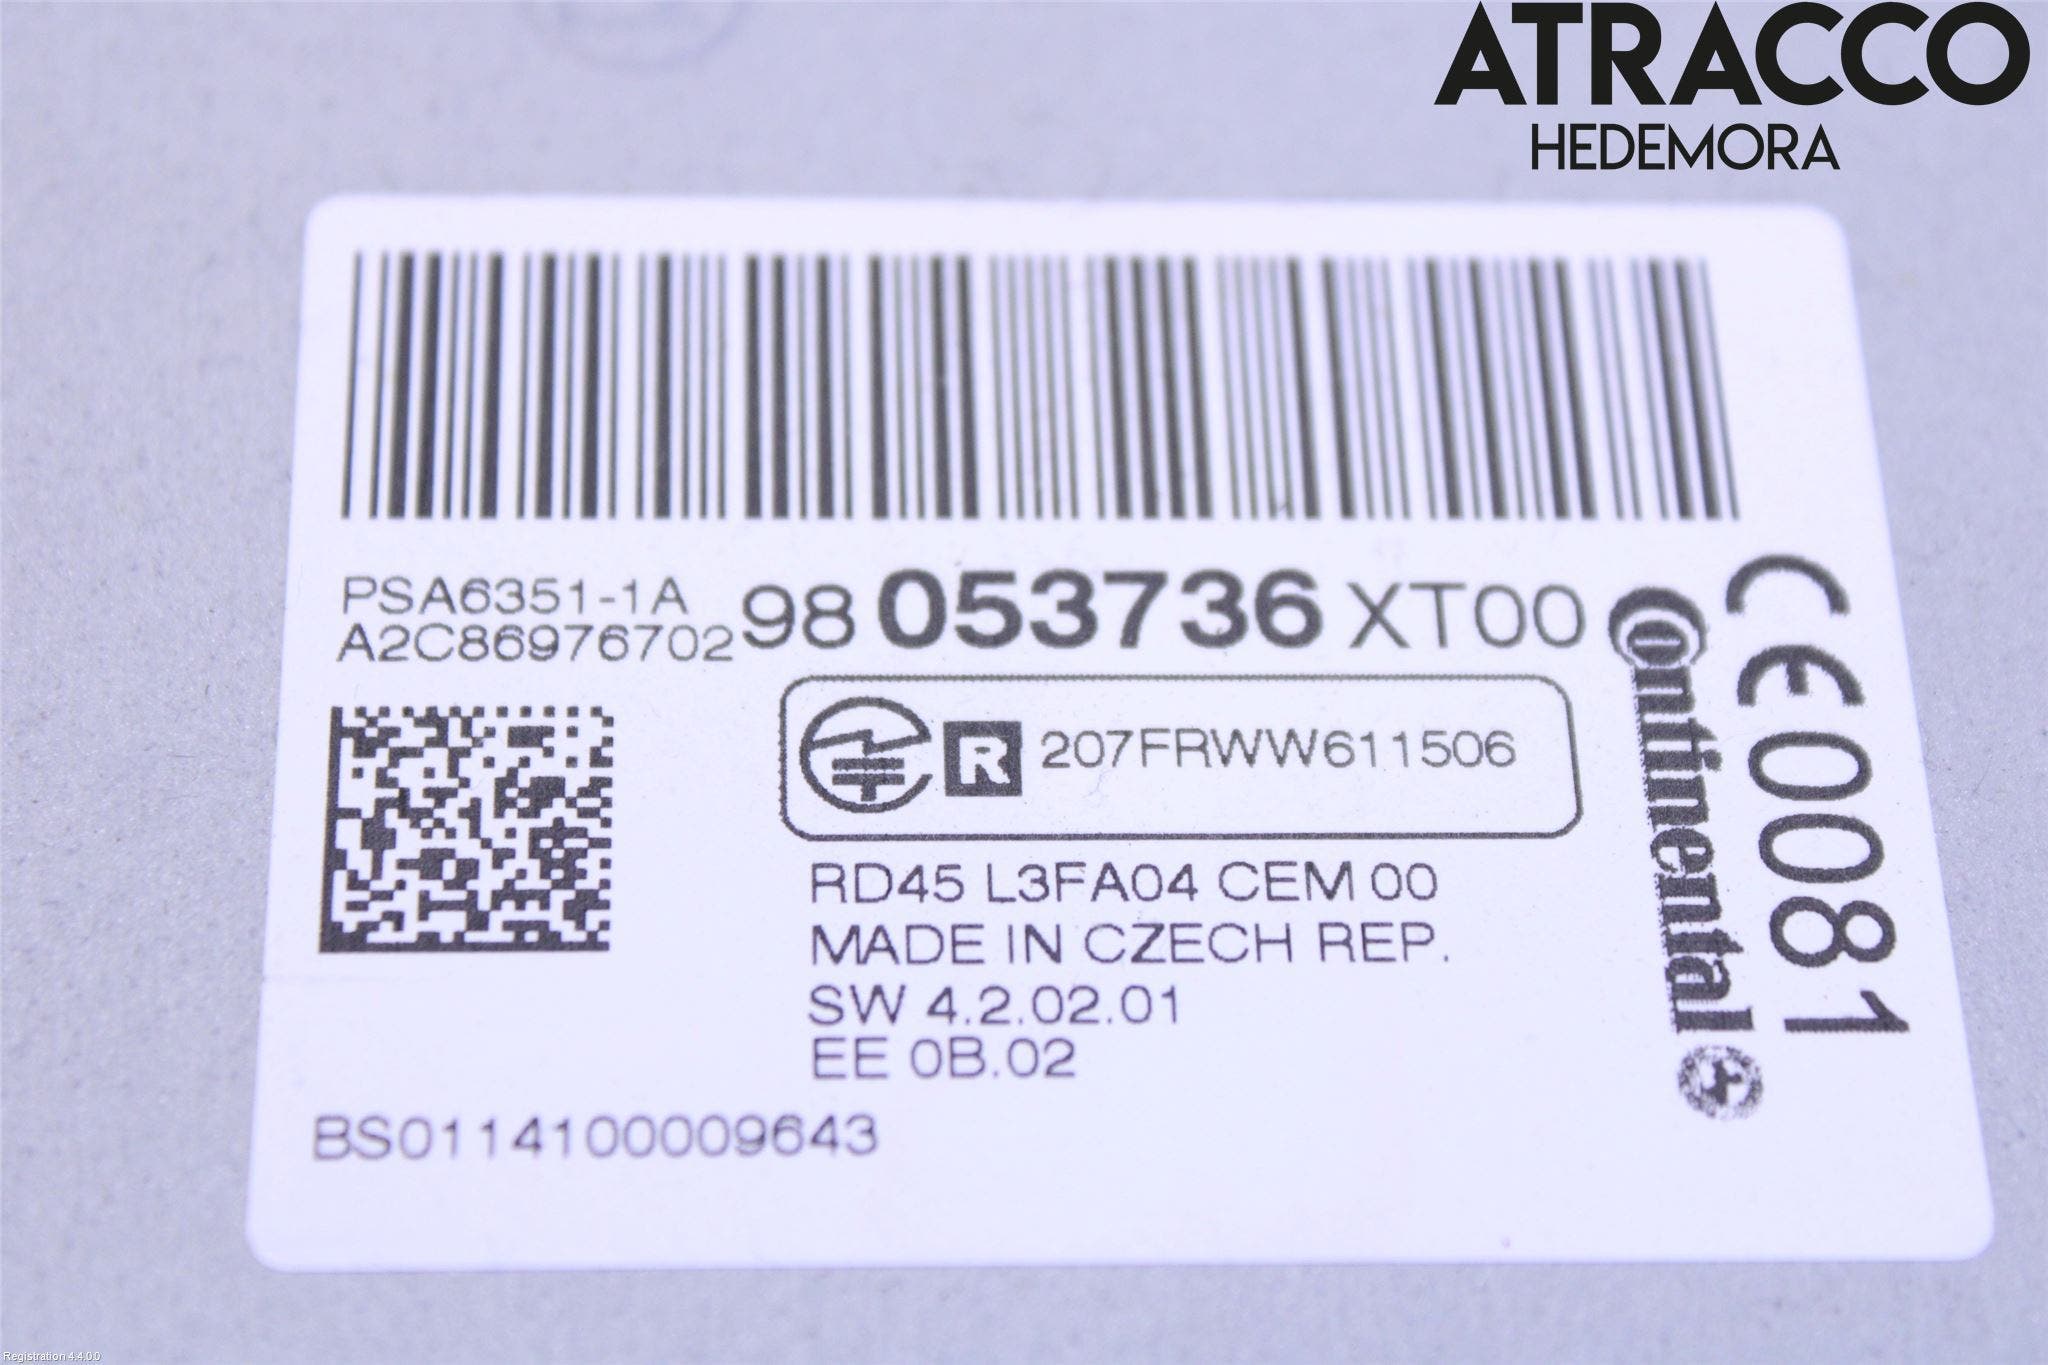 ATRACCO
HEDEMORA
PSA6351-1A
A2C86976702
98 053736 XT00
R 207FRWW611506
RD45 L3FA04 CEM 00
MADE IN CZECH REP.
SW 4.2.02.01
EE 0B.02
BS0114100009643
Continental
CE0081
Registration 4.4.0.0